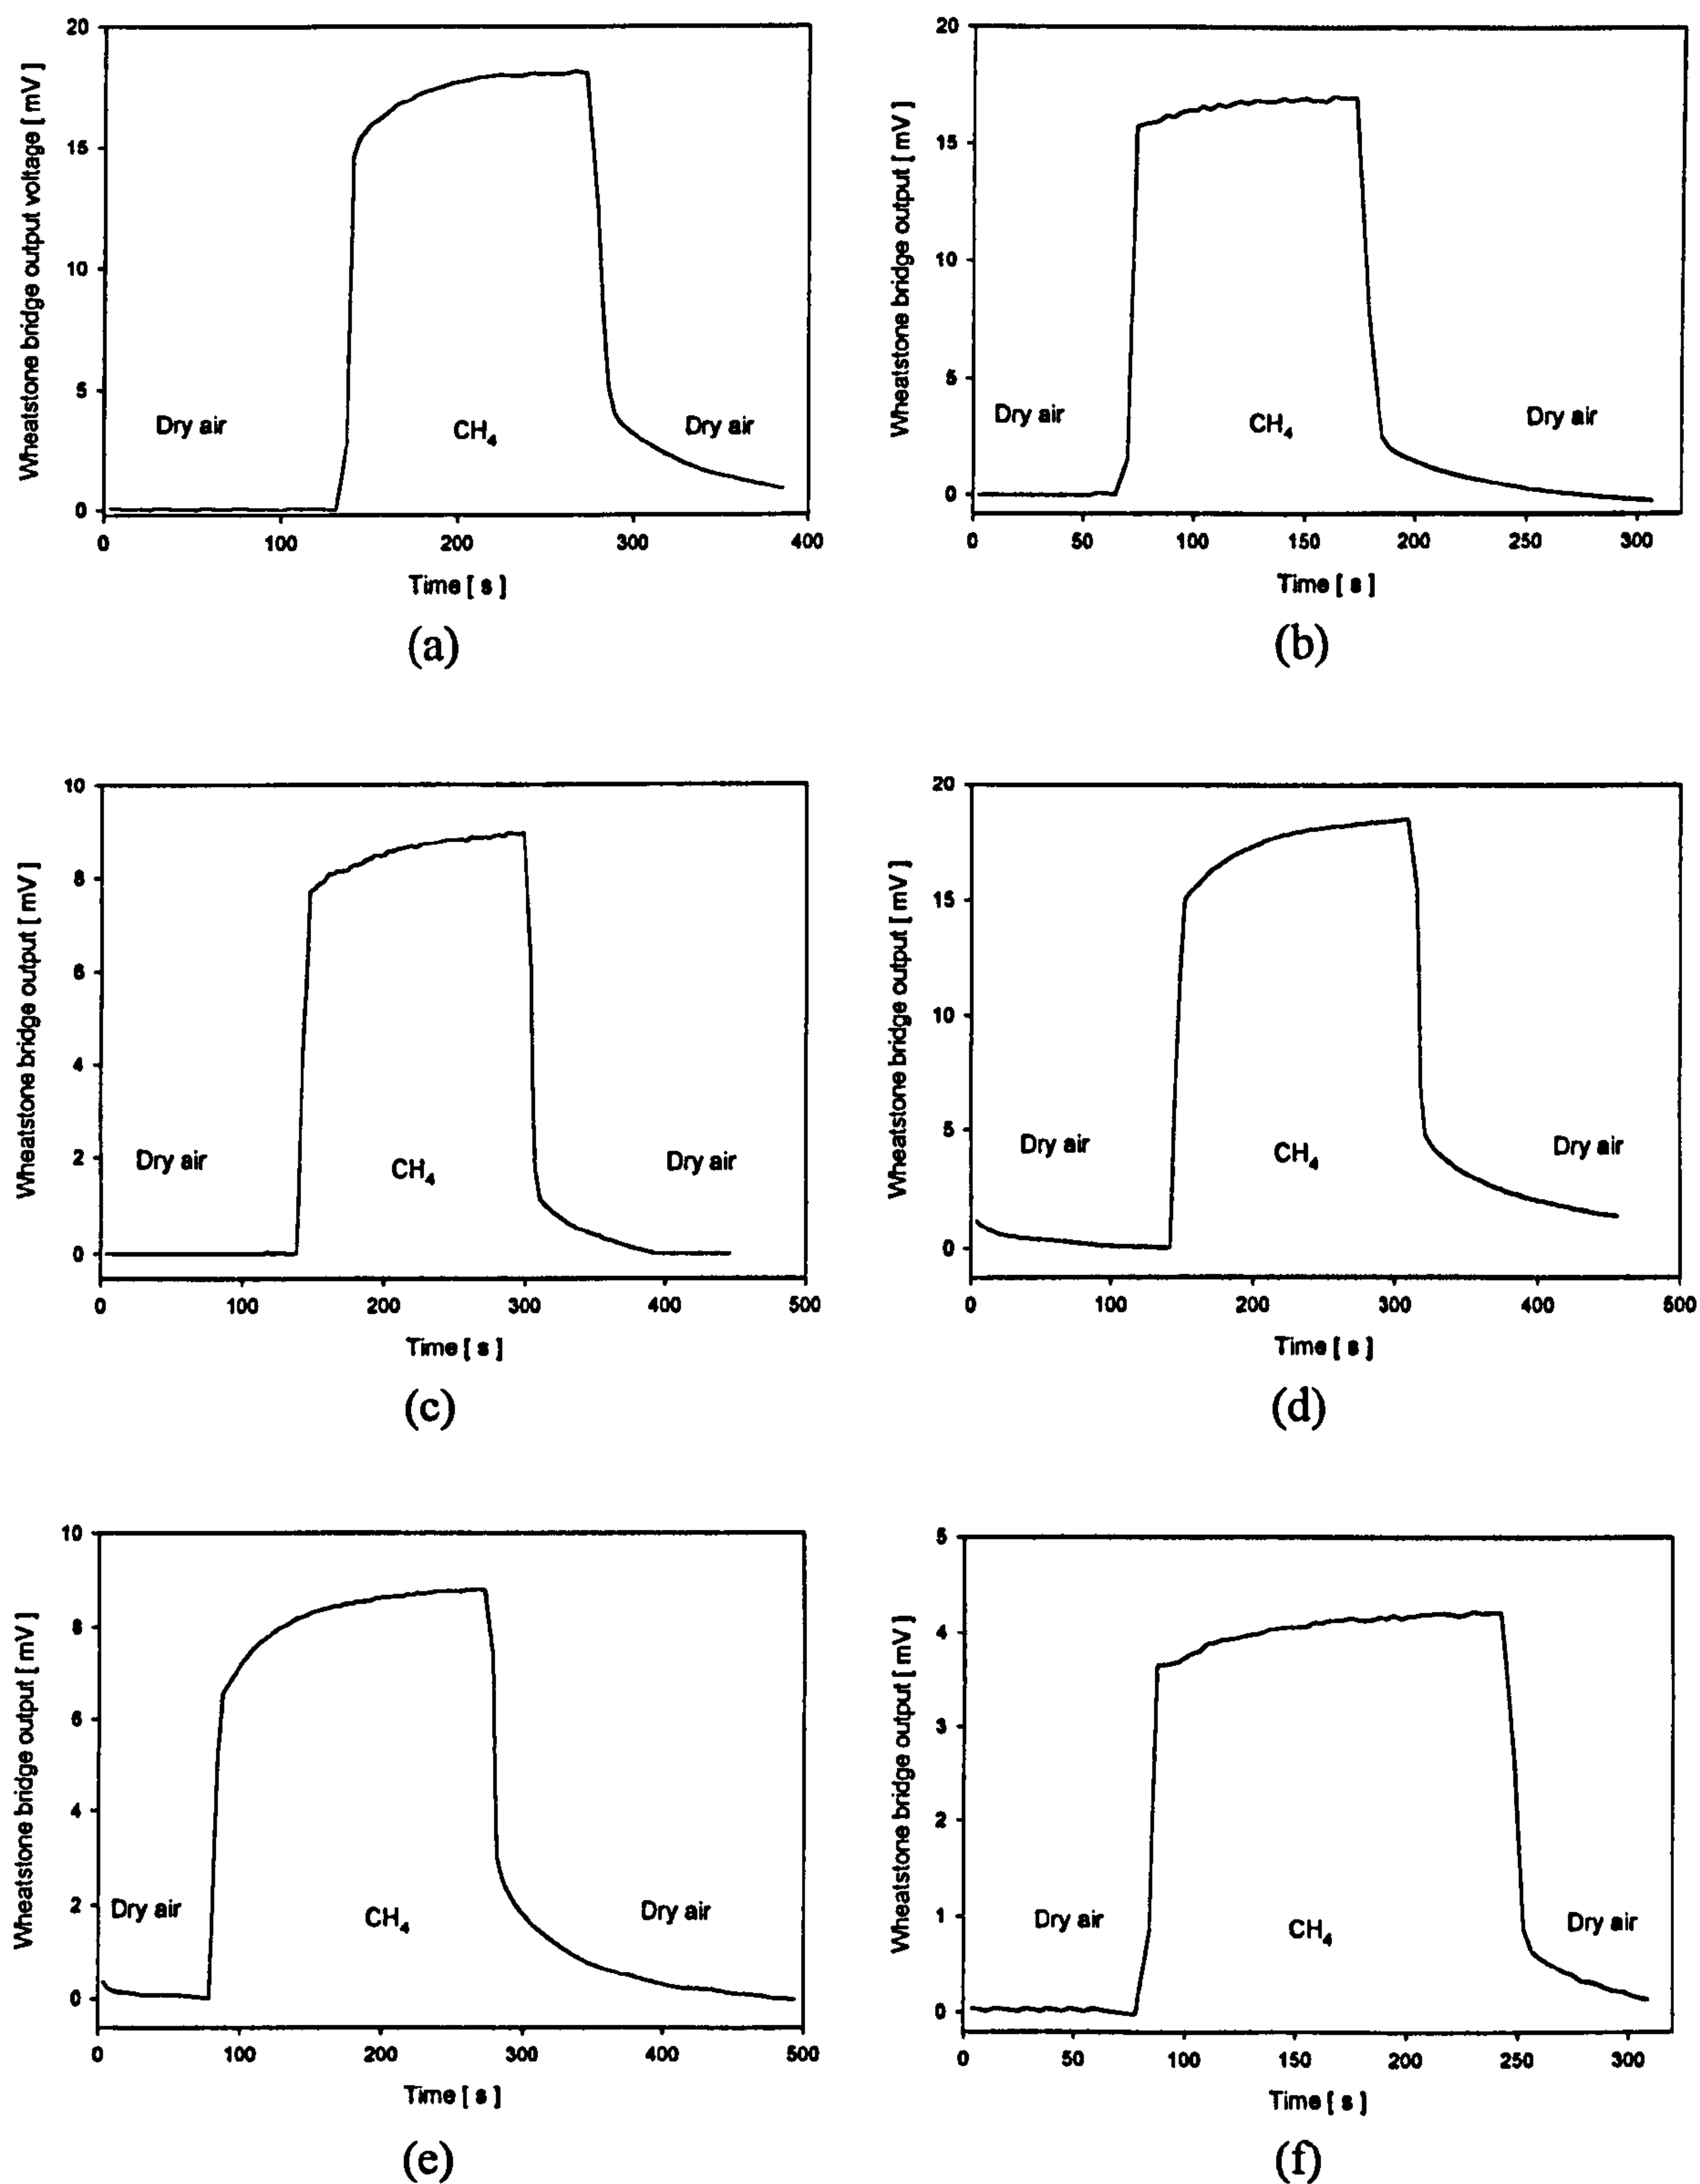 Wheatstone bridge output voltage [ mV ]
20
15
10
5
0
Dry air
CH₄
Dry air
0 100 200 300 400
Time [ s ]
(a)
Wheatstone bridge output [ mV ]
20
15
10
5
0
Dry air
CH₄
Dry air
0 50 100 150 200 250 300
Time [ s ]
(b)
Wheatstone bridge output [ mV ]
10
8
6
4
2
0
Dry air
CH₄
Dry air
0 100 200 300 400 500
Time [ s ]
(c)
Wheatstone bridge output [ mV ]
20
15
10
5
0
Dry air
CH₄
Dry air
0 100 200 300 400 500
Time [ s ]
(d)
Wheatstone bridge output [ mV ]
10
8
6
4
2
0
Dry air
CH₄
Dry air
0 100 200 300 400 500
Time [ s ]
(e)
Wheatstone bridge output [ mV ]
5
4
3
2
1
0
Dry air
CH₄
Dry air
0 50 100 150 200 250 300
Time [ s ]
(f)